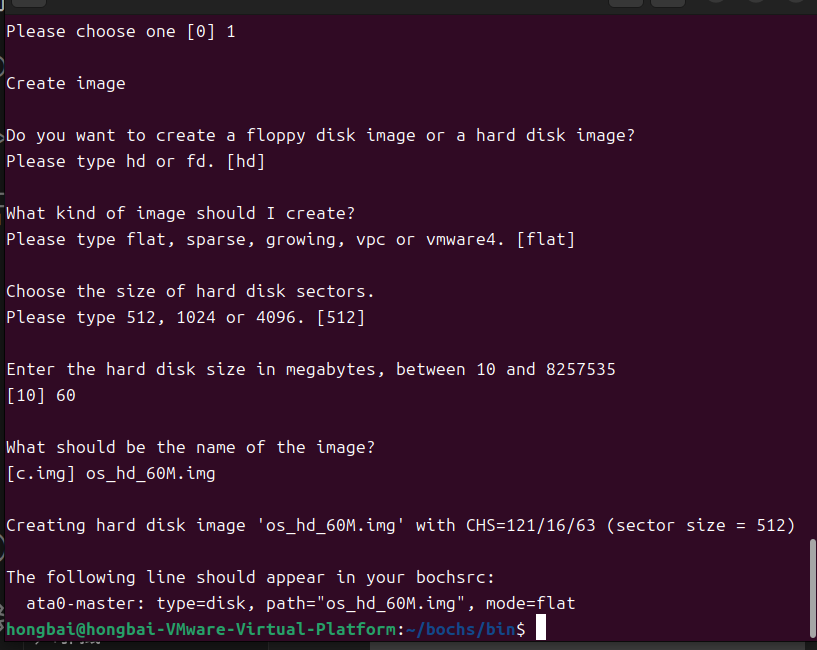 Please choose one [0] 1
Create image
Do you want to create a floppy disk image or a hard disk image?
Please type hd or fd. [hd]
What kind of image should I create?
Please type flat, sparse, growing, vpc or vmware4. [flat]
Choose the size of hard disk sectors.
Please type 512, 1024 or 4096. [512]
Enter the hard disk size in megabytes, between 10 and 8257535
[10] 60
What should be the name of the image?
[c.img] os_hd_60M.img
Creating hard disk image 'os_hd_60M.img' with CHS=121/16/63 (sector size = 512)
The following line should appear in your bochsrc:
ata0-master: type=disk, path="os_hd_60M.img", mode=flat
hongbai@hongbai-VMware-Virtual-Platform:~/bochs/bin$